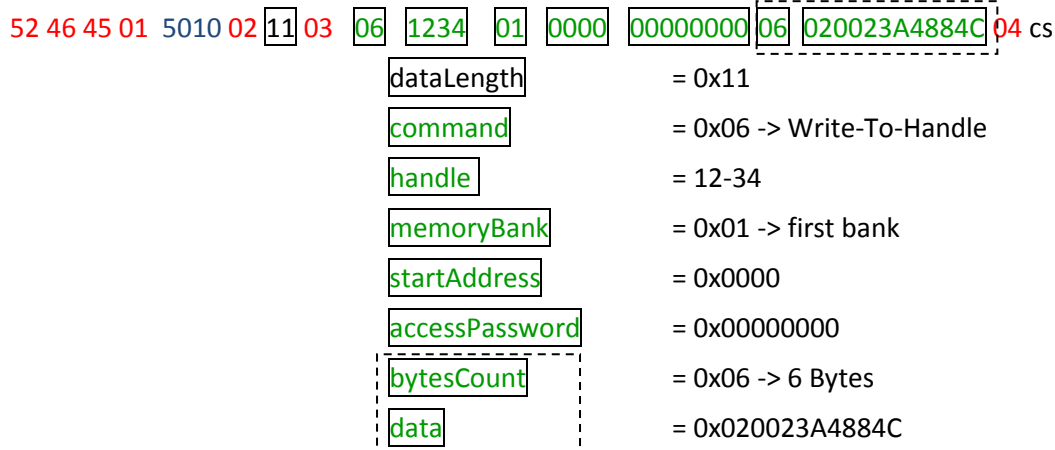 52 46 45 01 5010 02 11 03 06 1234 01 0000 00000000 06 020023A4884C 04 cs
dataLength = 0x11
command = 0x06 -> Write-To-Handle
handle = 12-34
memoryBank = 0x01 -> first bank
startAddress = 0x0000
accessPassword = 0x00000000
bytesCount = 0x06 -> 6 Bytes
data = 0x020023A4884C